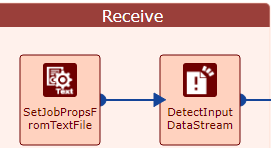 Receive
Text
SetJobPropsF
romTextFile
DetectInput
DataStream